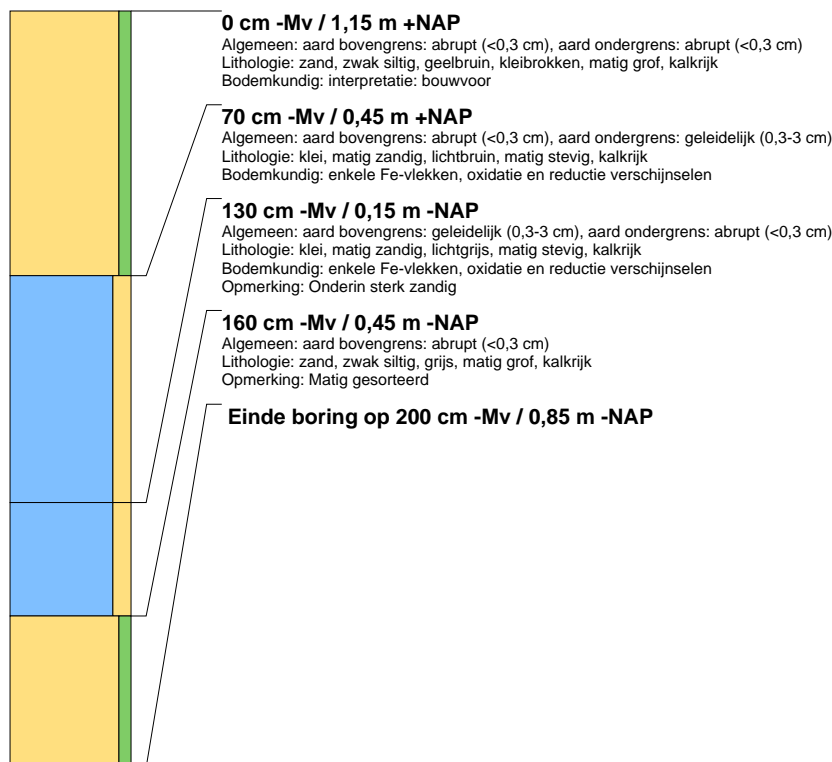 0 cm -Mv / 1,15 m +NAP
Algemeen: aard bovengrens: abrupt (<0,3 cm), aard ondergrens: abrupt (<0,3 cm)
Lithologie: zand, zwak siltig, geelbruin, kleibrokken, matig grof, kalkrijk
Bodemkundig: interpretatie: bouwvoor
70 cm -Mv / 0,45 m +NAP
Algemeen: aard bovengrens: abrupt (<0,3 cm), aard ondergrens: geleidelijk (0,3-3 cm)
Lithologie: klei, matig zandig, lichtbruin, matig stevig, kalkrijk
Bodemkundig: enkele Fe-vlekken, oxidatie en reductie verschijnselen
130 cm -Mv / 0,15 m -NAP
Algemeen: aard bovengrens: geleidelijk (0,3-3 cm), aard ondergrens: abrupt (<0,3 cm)
Lithologie: klei, matig zandig, lichtgrijs, matig stevig, kalkrijk
Bodemkundig: enkele Fe-vlekken, oxidatie en reductie verschijnselen
Opmerking: Onderin sterk zandig
160 cm -Mv / 0,45 m -NAP
Algemeen: aard bovengrens: abrupt (<0,3 cm)
Lithologie: zand, zwak siltig, grijs, matig grof, kalkrijk
Opmerking: Matig gesorteerd
Einde boring op 200 cm -Mv / 0,85 m -NAP